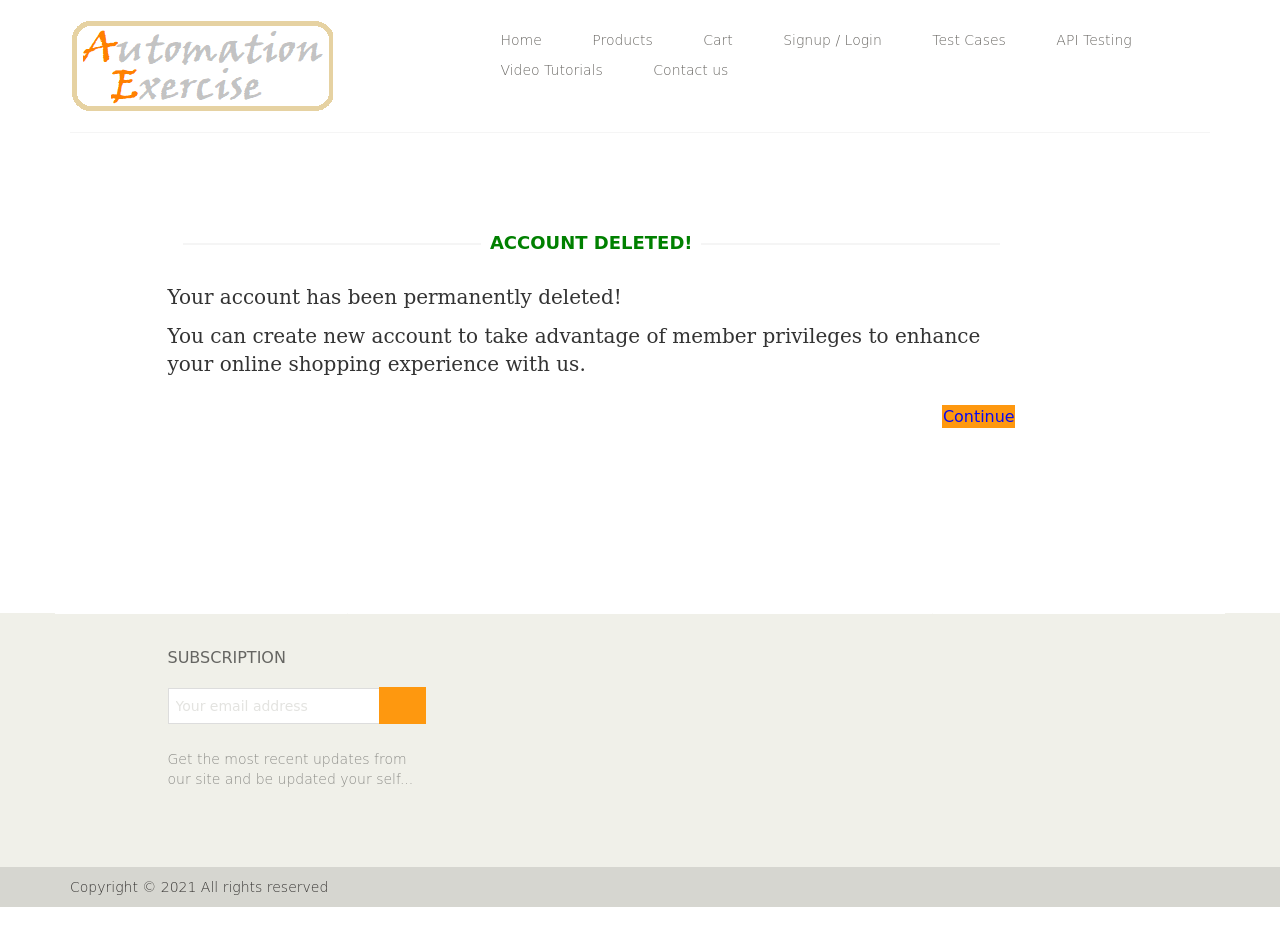 Automation
Exercise
Home Products Cart Signup / Login Test Cases API Testing
Video Tutorials Contact us
ACCOUNT DELETED!
Your account has been permanently deleted!
You can create new account to take advantage of member privileges to enhance
your online shopping experience with us.
Continue
SUBSCRIPTION
Your email address
Get the most recent updates from
our site and be updated your self...
Copyright © 2021 All rights reserved